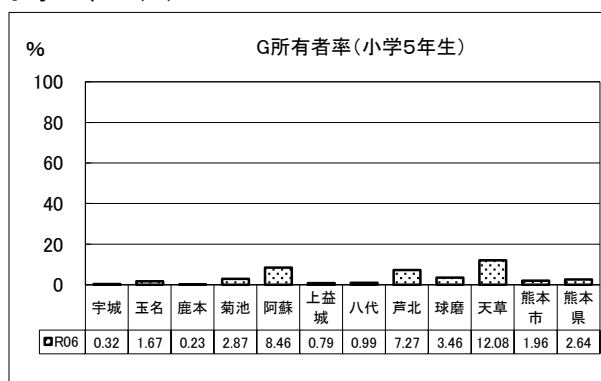 G所有者率(小学5年生)
%
100
80
60
40
20
0
宇城 玉名 鹿本 菊池 阿蘇 上益城 八代 芦北 球磨 天草 熊本市 熊本県
R06 0.32 1.67 0.23 2.87 8.46 0.79 0.99 7.27 3.46 12.08 1.96 2.64